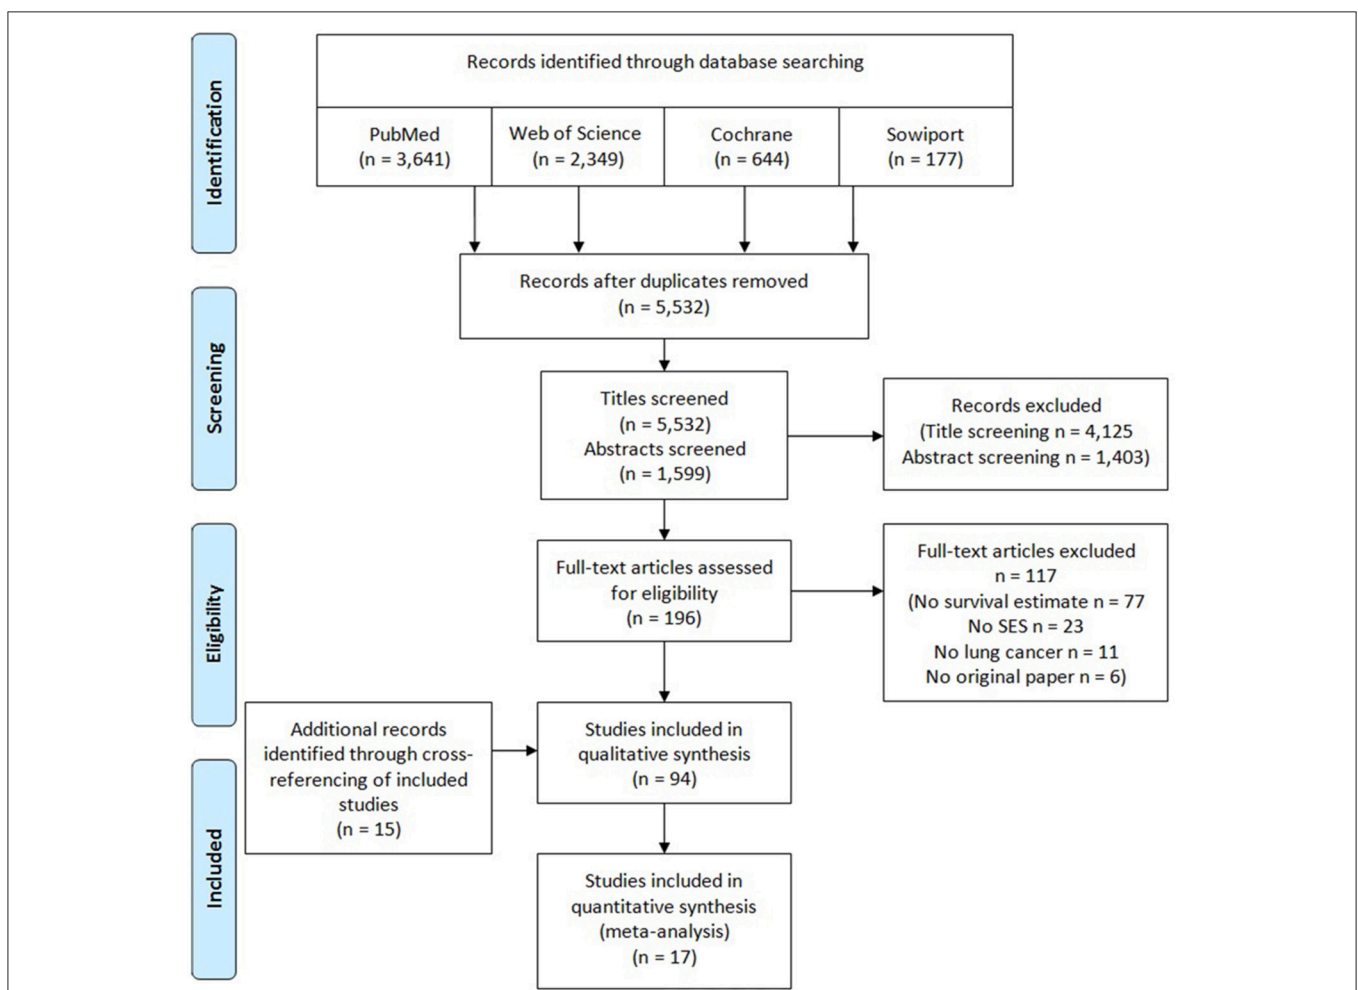 Identification
Records identified through database searching
PubMed
(n = 3,641)
Web of Science
(n = 2,349)
Cochrane
(n = 644)
Sowiport
(n = 177)
Records after duplicates removed
(n = 5,532)
Screening
Titles screened
(n = 5,532)
Abstracts screened
(n = 1,599)
Records excluded
(Title screening n = 4,125
Abstract screening n = 1,403)
Eligibility
Full-text articles assessed
for eligibility
(n = 196)
Full-text articles excluded
n = 117
(No survival estimate n = 77
No SES n = 23
No lung cancer n = 11
No original paper n = 6)
Additional records
identified through cross-
referencing of included
studies
(n = 15)
Studies included in
qualitative synthesis
(n = 94)
Included
Studies included in
quantitative synthesis
(meta-analysis)
(n = 17)